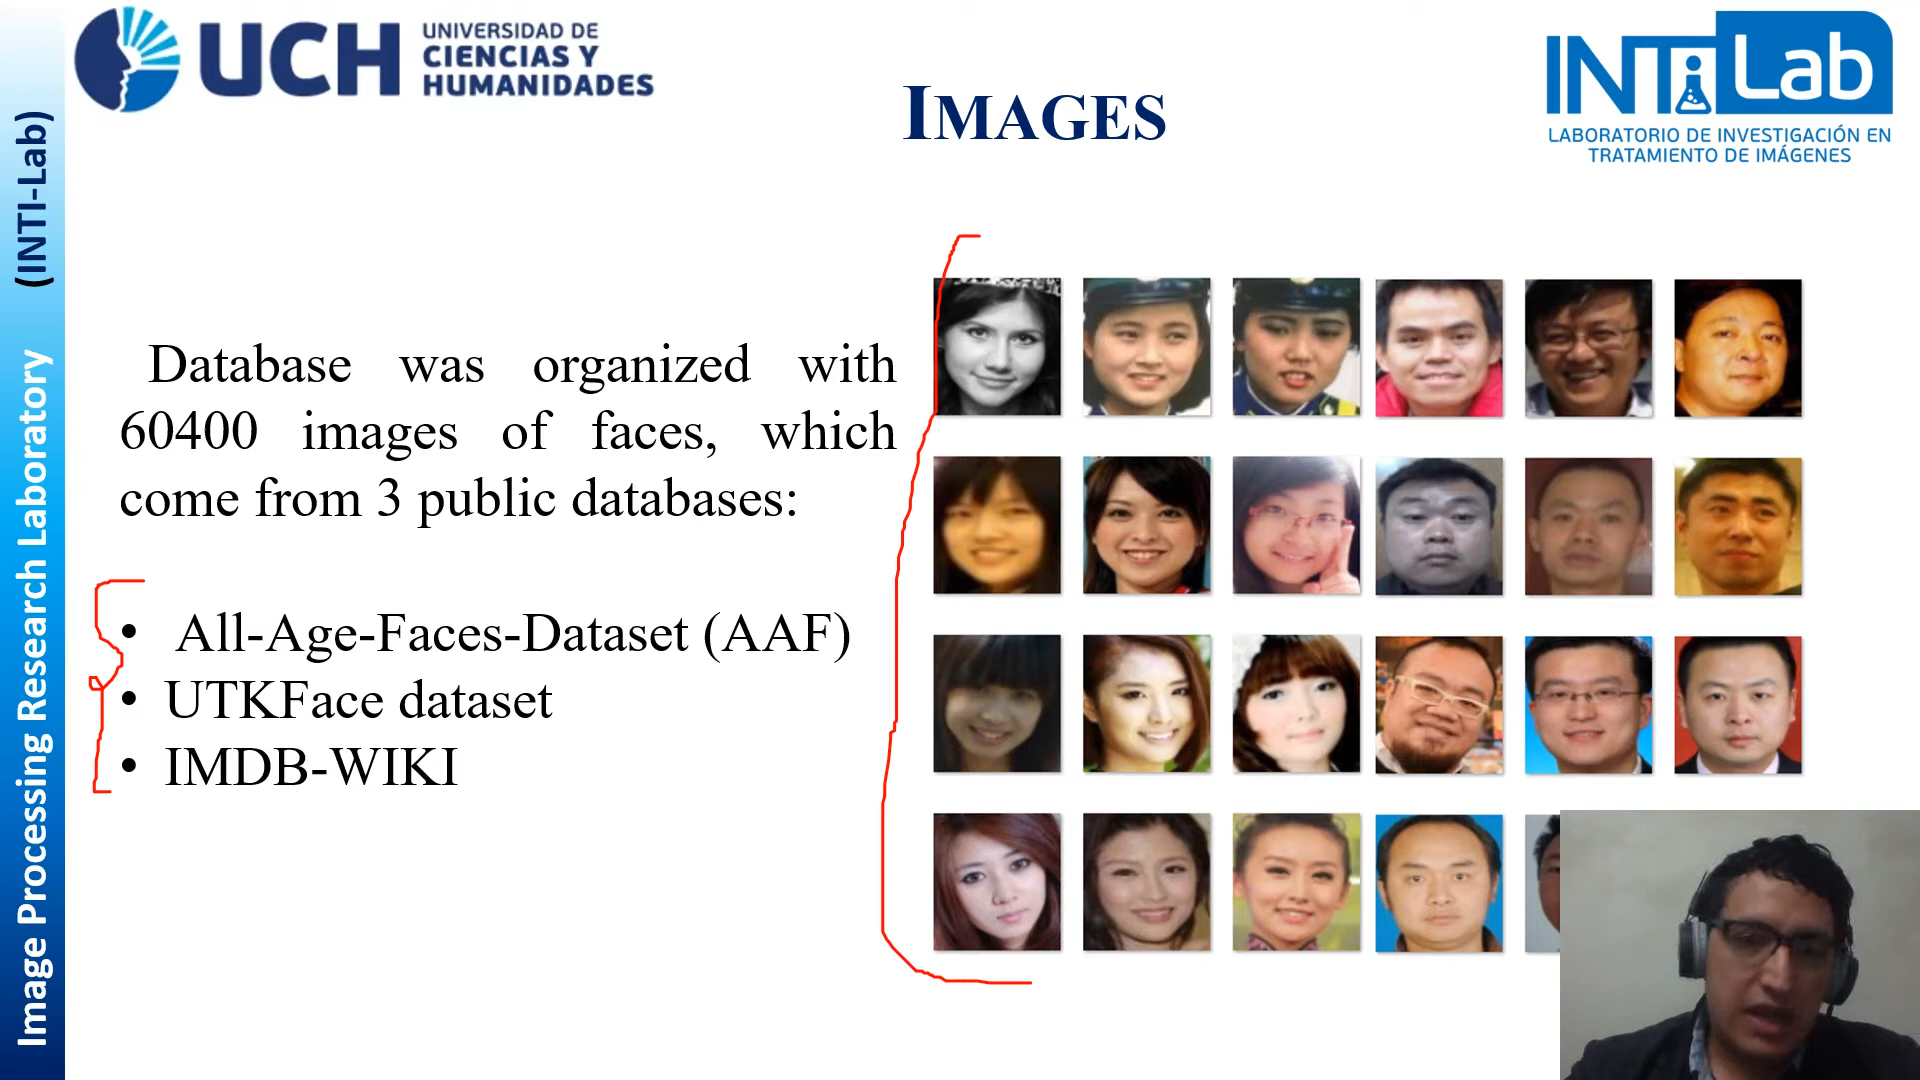 UCH
UNIVERSIDAD DE
CIENCIAS Y
HUMANIDADES
IMAGES
INTi Lab
LABORATORIO DE INVESTIGACIÓN EN
TRATAMIENTO DE IMÁGENES
Image Processing Research Laboratory (INTI-Lab)
Database was organized with
60400 images of faces, which
come from 3 public databases:
• All-Age-Faces-Dataset (AAF)
• UTKFace dataset
• IMDB-WIKI